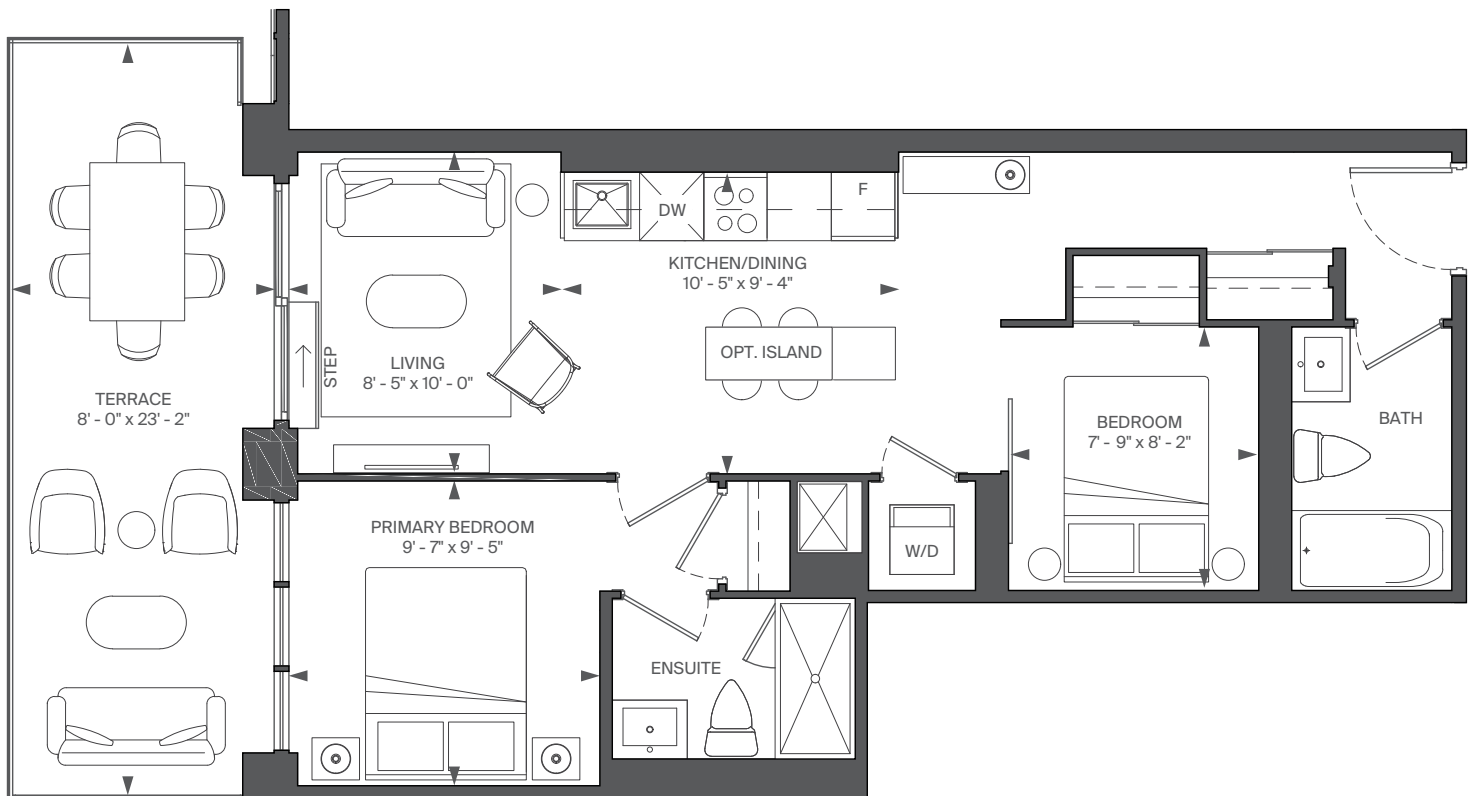 DW
F
KITCHEN/DINING
10' - 5" x 9' - 4"
OPT. ISLAND
STEP
LIVING
8' - 5" x 10' - 0"
TERRACE
8' - 0" x 23' - 2"
BEDROOM
7' - 9" x 8' - 2"
BATH
PRIMARY BEDROOM
9' - 7" x 9' - 5"
W/D
ENSUITE